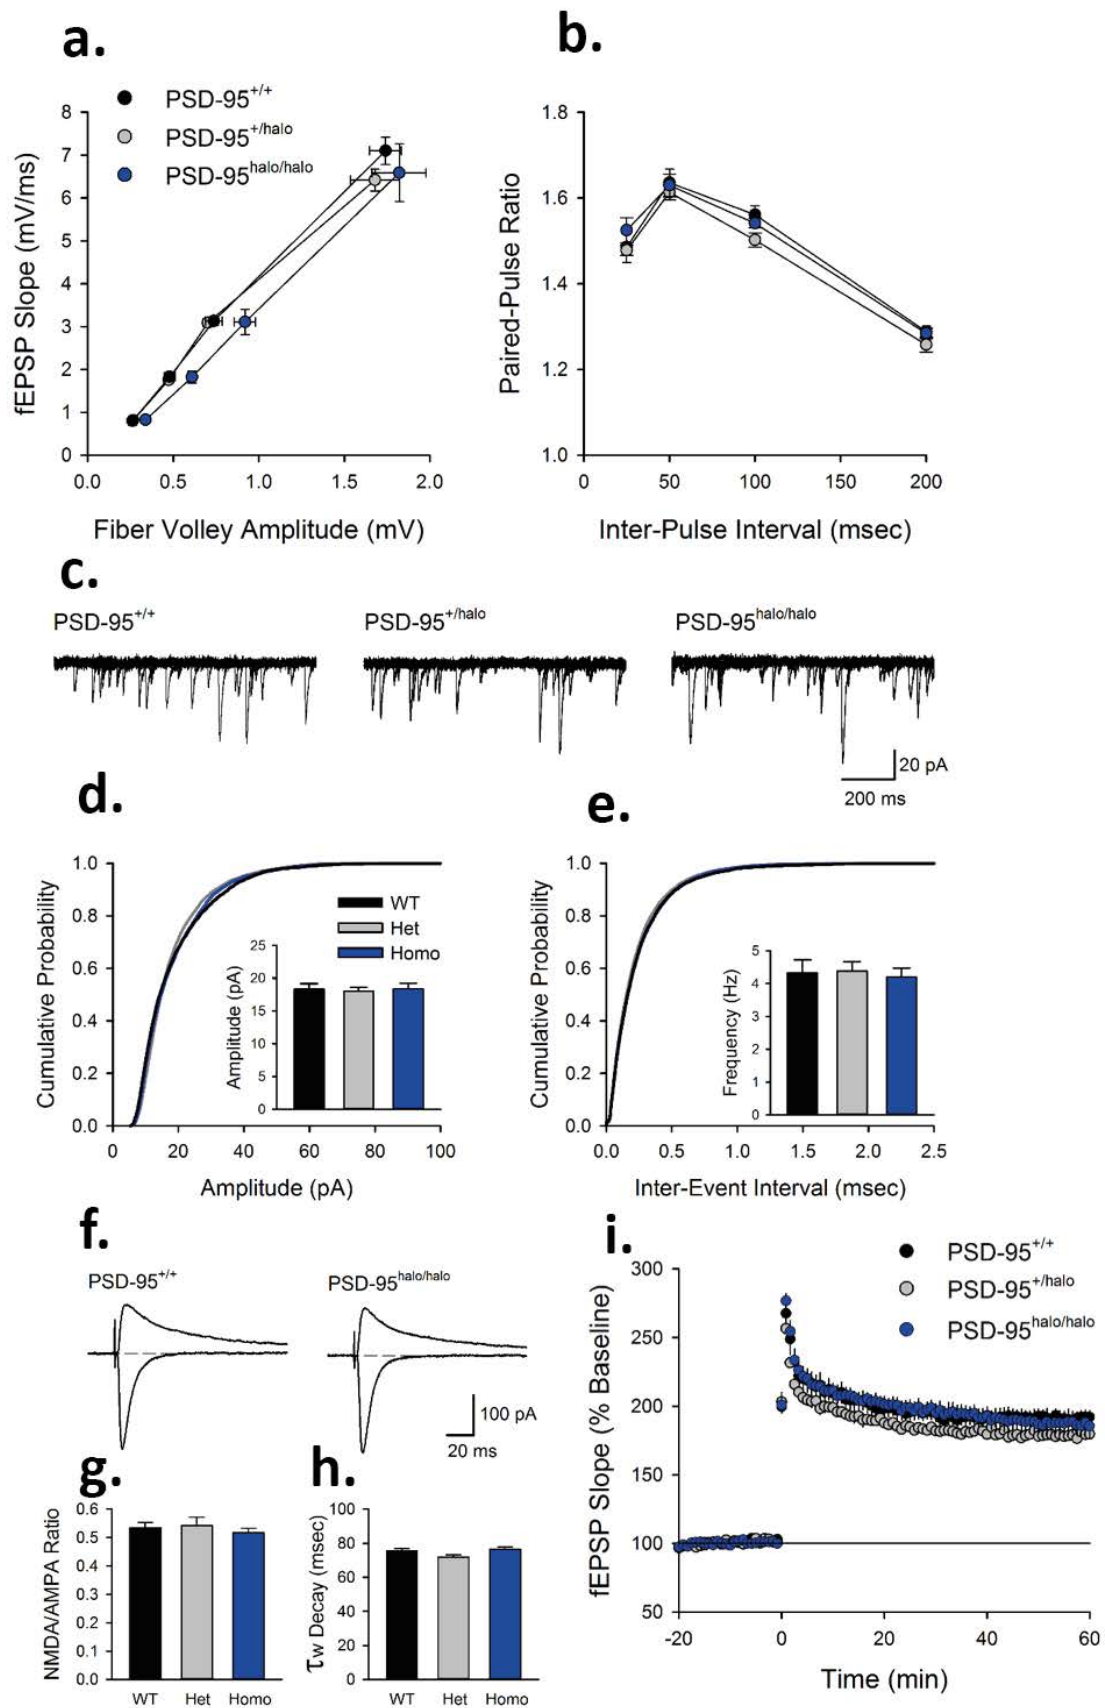 a.
PSD-95+/+
PSD-95+/halo
PSD-95halo/halo
8
7
6
5
4
3
2
1
0
fEPSP Slope (mV/ms)
0.0 0.5 1.0 1.5 2.0
Fiber Volley Amplitude (mV)
b.
1.8
1.6
1.4
1.2
1.0
Paired-Pulse Ratio
0 50 100 150 200
Inter-Pulse Interval (msec)
c.
PSD-95+/+
PSD-95+/halo
PSD-95halo/halo
20 pA
200 ms
d.
1.0
0.8
0.6
0.4
0.2
0.0
Cumulative Probability
WT
Het
Homo
25
20
15
10
5
0
Amplitude (pA)
0 20 40 60 80 100
Amplitude (pA)
e.
1.0
0.8
0.6
0.4
0.2
0.0
Cumulative Probability
5
4
3
2
1
0
Frequency (Hz)
0.0 0.5 1.0 1.5 2.0 2.5
Inter-Event Interval (msec)
f.
PSD-95+/+
PSD-95halo/halo
100 pA
20 ms
g.
0.6
0.5
0.4
0.3
0.2
0.1
0.0
NMDA/AMPA Ratio
WT Het Homo
h.
100
80
60
40
20
0
τw Decay (msec)
WT Het Homo
i.
PSD-95+/+
PSD-95+/halo
PSD-95halo/halo
300
250
200
150
100
50
fEPSP Slope (% Baseline)
-20 0 20 40 60
Time (min)